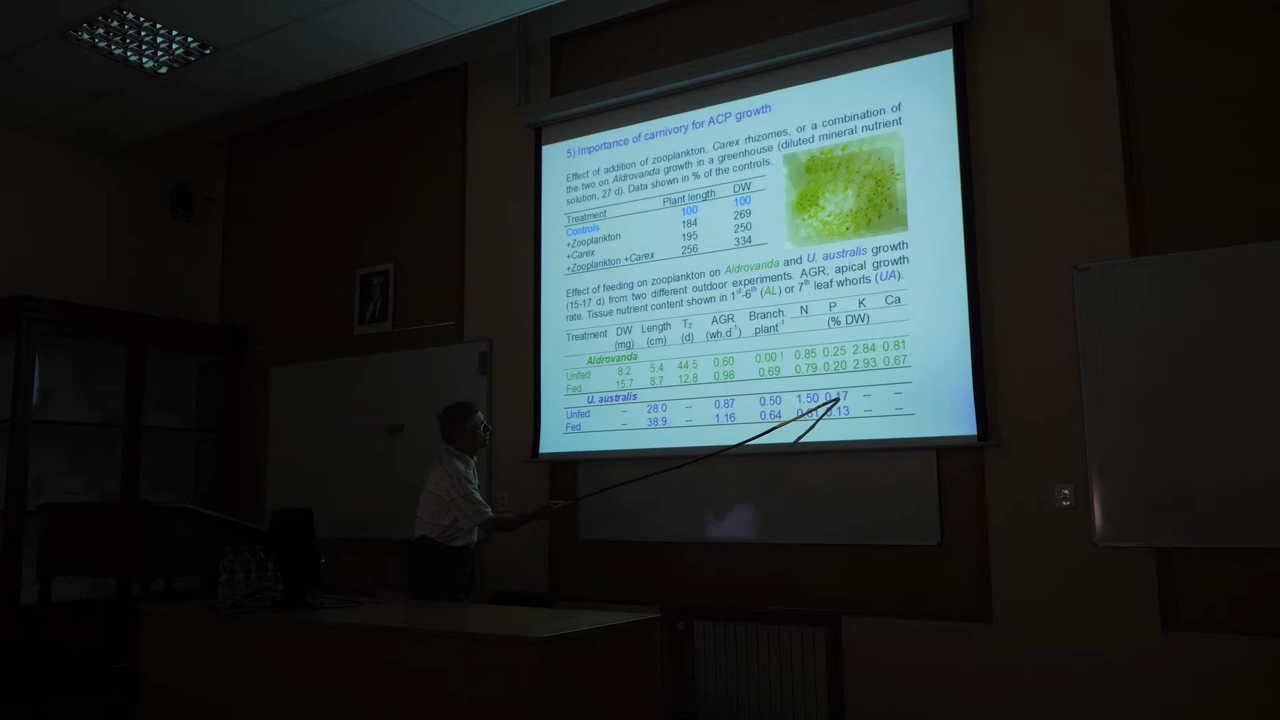 5) Importance of carnivory for ACP growth
Effect of addition of zooplankton, Carex rhizomes, or a combination of
the two on Aldrovanda growth in a greenhouse (diluted mineral nutrient
solution, 27 d). Data shown in % of the controls.
Treatment Plant length DW
Controls 100 100
+Zooplankton 184 269
+Carex 195 250
+Zooplankton +Carex 256 334
Effect of feeding on zooplankton on Aldrovanda and U. australis growth
(15-17 d) from two different outdoor experiments. AGR, apical growth
rate. Tissue nutrient content shown in 1st-6th (AL) or 7th leaf whorls (UA).
Treatment DW Length T2 AGR Branch. N P K Ca
(mg) (cm) (d) (wh.d-1) .plant-1 (% DW)
Aldrovanda
Unfed 8.2 5.4 44.5 0.60 0.00 ! 0.85 0.25 2.84 0.81
Fed 15.7 8.7 12.8 0.98 0.69 0.79 0.20 2.93 0.67
U. australis
Unfed -- 28.0 -- 0.87 0.50 1.50 0.17 -- --
Fed -- 38.9 -- 1.16 0.64 0.13 -- --